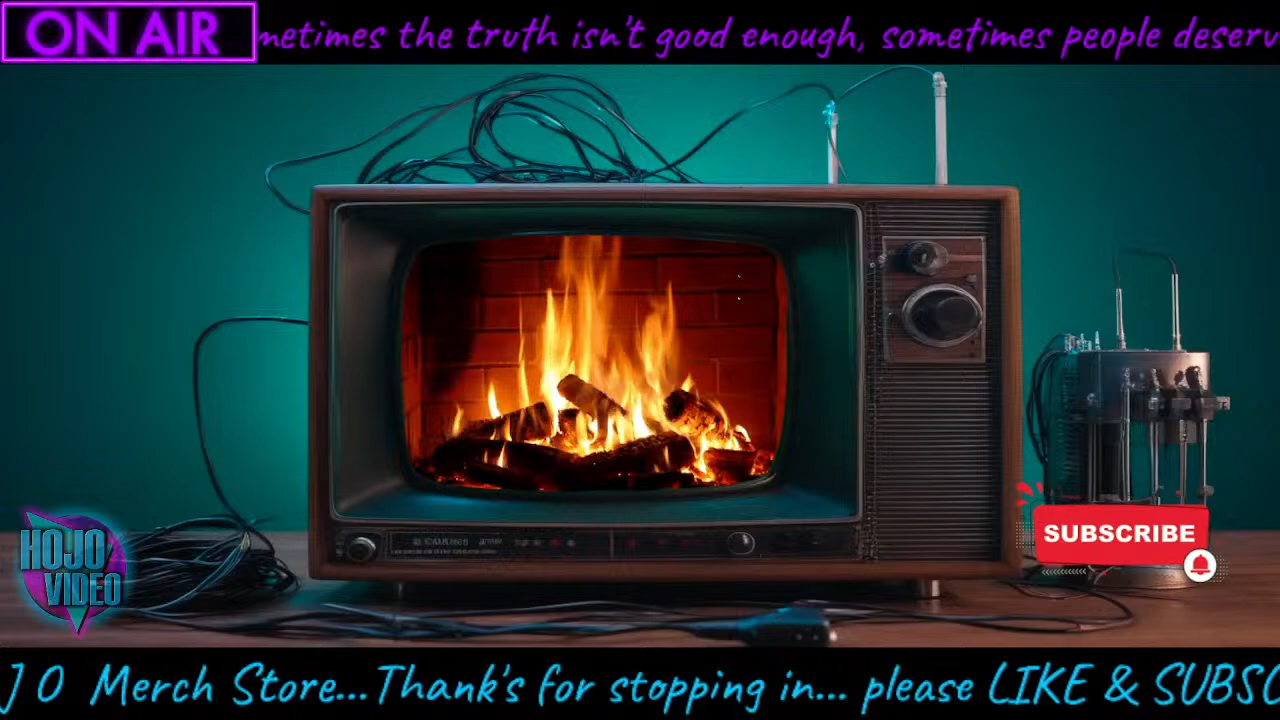 ON AIR
metimes the truth isn't good enough, sometimes people deserv
HOJO
VIDEO
SUBSCRIBE
J O Merch Store... Thank's for stopping in... please LIKE & SUBSC